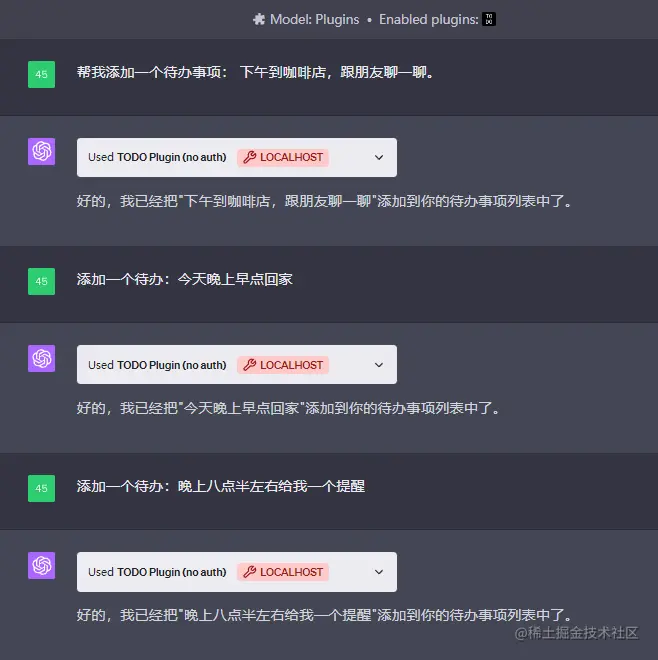 Model: Plugins • Enabled plugins: TO DO
45 帮我添加一个待办事项： 下午到咖啡店，跟朋友聊一聊。
Used TODO Plugin (no auth) LOCALHOST
好的，我已经把"下午到咖啡店，跟朋友聊一聊"添加到你的待办事项列表中了。
45 添加一个待办：今天晚上早点回家
Used TODO Plugin (no auth) LOCALHOST
好的，我已经把"今天晚上早点回家"添加到你的待办事项列表中了。
45 添加一个待办：晚上八点半左右给我一个提醒
Used TODO Plugin (no auth) LOCALHOST
好的，我已经把"晚上八点半左右给我一个提醒"添加到你的待办事项列表中了。
@稀土掘金技术社区